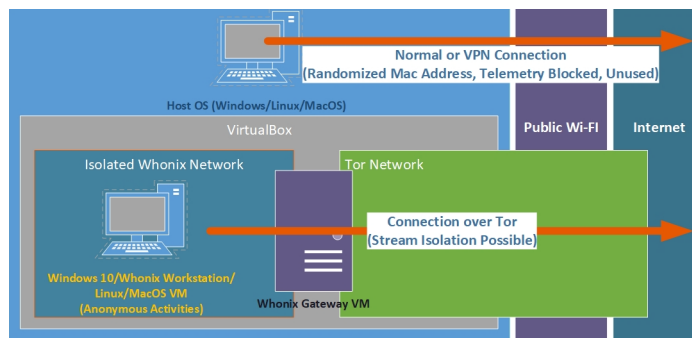 Normal or VPN Connection
(Randomized Mac Address, Telemetry Blocked, Unused)
Host OS (Windows/Linux/MacOS)
VirtualBox
Public Wi-FI
Internet
Isolated Whonix Network
Tor Network
Connection over Tor
(Stream Isolation Possible)
Windows 10/Whonix Workstation/
Linux/MacOS VM
(Anonymous Activities)
Whonix Gateway VM